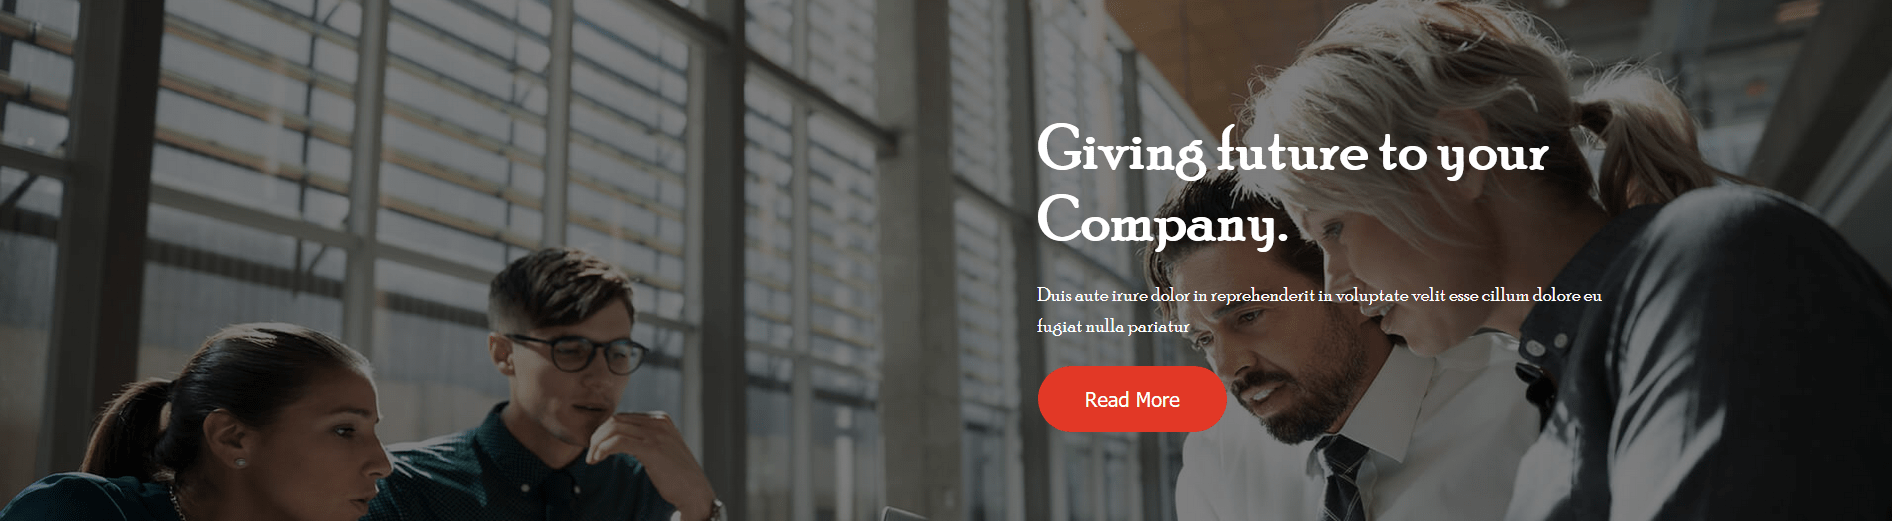 Giving future to your
Company.
Duis aute irure dolor in reprehenderit in voluptate velit esse cillum dolore eu
fugiat nulla pariatur
Read More